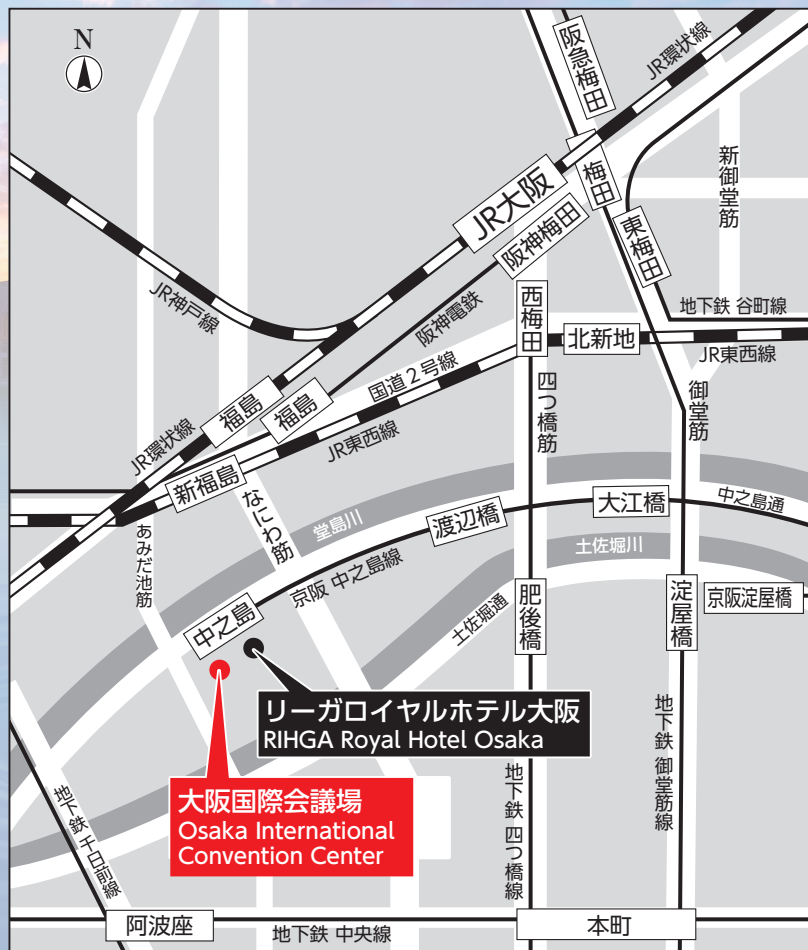 N
阪急梅田
JR環状線
梅田
新御堂筋
JR大阪
阪神梅田
東梅田
JR神戸線
阪神電鉄
西梅田
地下鉄 谷町線
北新地
JR東西線
国道2号線
福島
福島
四つ橋筋
御堂筋
JR環状線
JR東西線
新福島
なにわ筋
あみだ池筋
堂島川
渡辺橋
大江橋
中之島通
土佐堀川
京阪 中之島線
中之島
肥後橋
淀屋橋
京阪淀屋橋
土佐堀通
リーガロイヤルホテル大阪
RIHGA Royal Hotel Osaka
大阪国際会議場
Osaka International
Convention Center
地下鉄 千日前線
地下鉄 四つ橋線
地下鉄 御堂筋線
阿波座
地下鉄 中央線
本町